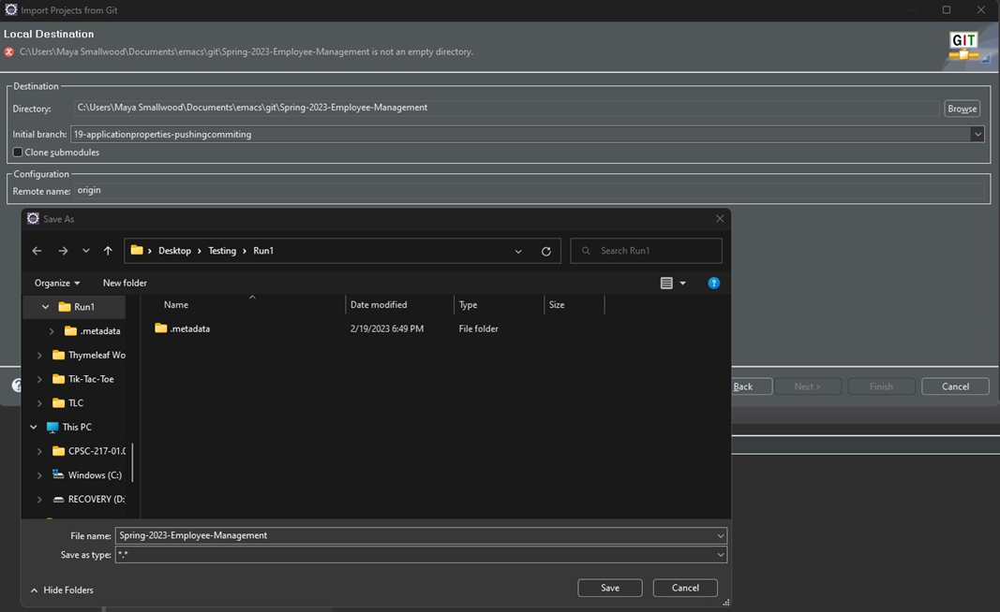 Import Projects from Git
Local Destination
C:\Users\Maya Smallwood\Documents\emacs\git\Spring-2023-Employee-Management is not an empty directory.
GIT
Destination
Directory: C:\Users\Maya Smallwood\Documents\emacs\git\Spring-2023-Employee-Management Browse
Initial branch: 19-applicationproperties-pushingcommiting
Clone submodules
Configuration
Remote name: origin
Save As
Desktop > Testing > Run1 Search Run1
Organize New folder
Name Date modified Type Size
Run1
.metadata 2/19/2023 6:49 PM File folder
.metadata
Thymeleaf Wo
Tik-Tac-Toe
TLC
Back Next > Finish Cancel
This PC
CPSC-217-01.0
Windows (C:)
RECOVERY (D:
File name: Spring-2023-Employee-Management
Save as type: *.*
Hide Folders Save Cancel